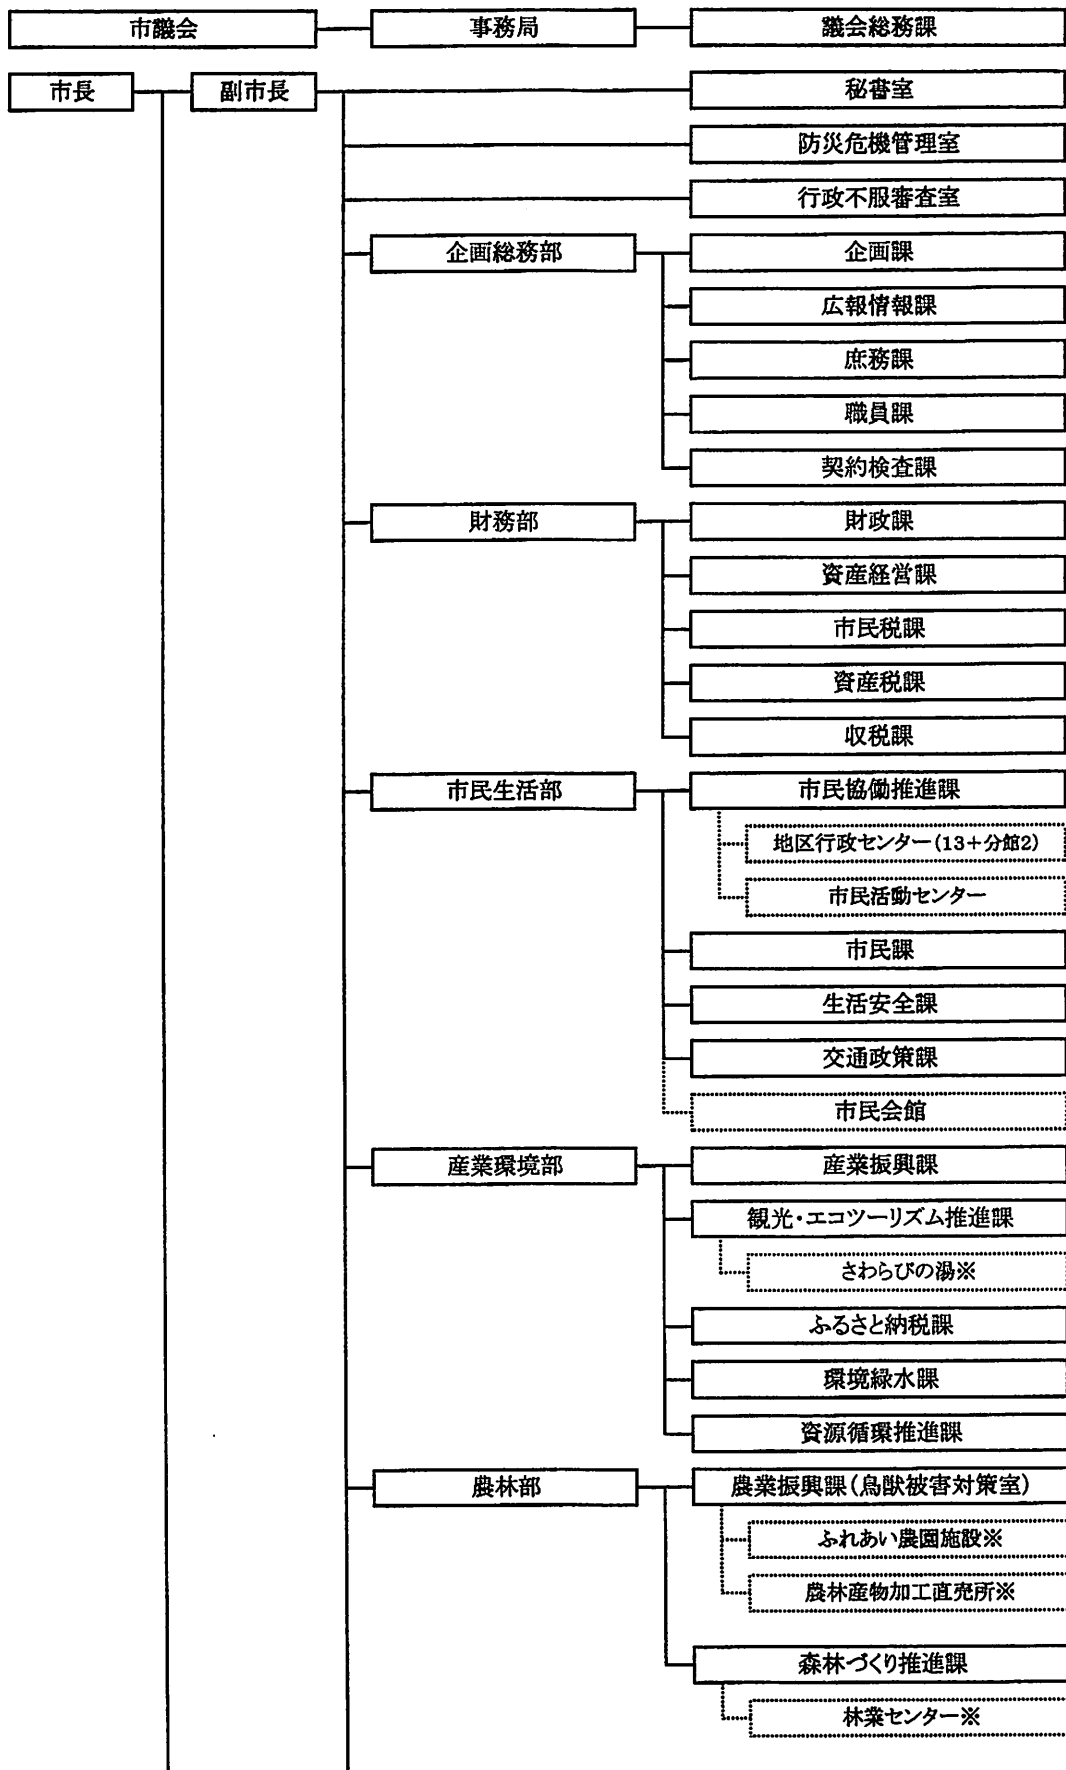 市議会 事務局 議会総務課
市長 副市長 秘書室
防災危機管理室
行政不服審査室
企画総務部 企画課
広報情報課
庶務課
職員課
契約検査課
財務部 財政課
資産経営課
市民税課
資産税課
収税課
市民生活部 市民協働推進課
地区行政センター(13+分館2)
市民活動センター
市民課
生活安全課
交通政策課
市民会館
産業環境部 産業振興課
観光・エコツーリズム推進課
さわらびの湯※
ふるさと納税課
環境緑水課
資源循環推進課
農林部 農業振興課(鳥獣被害対策室)
ふれあい農園施設※
農林産物加工直売所※
森林づくり推進課
林業センター※